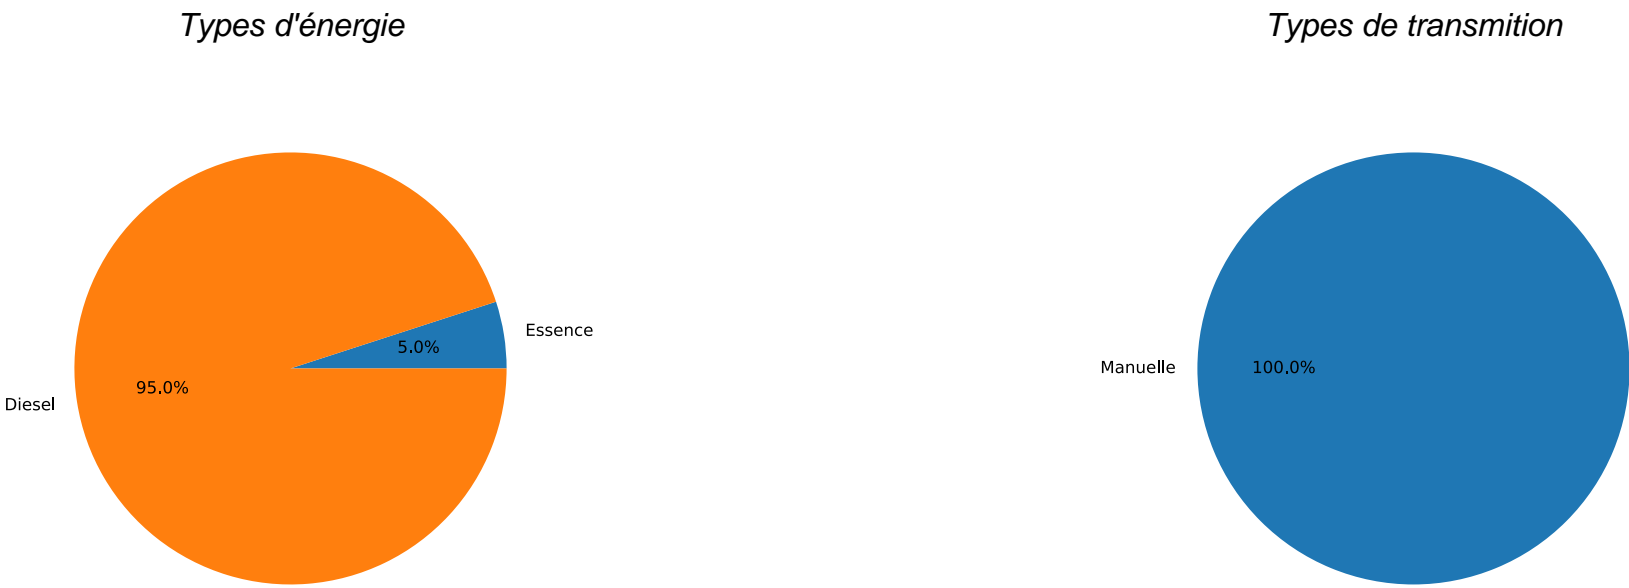 Types d'énergie
Types de transmition
Essence
5.0%
95.0%
Diesel
Manuelle
100.0%